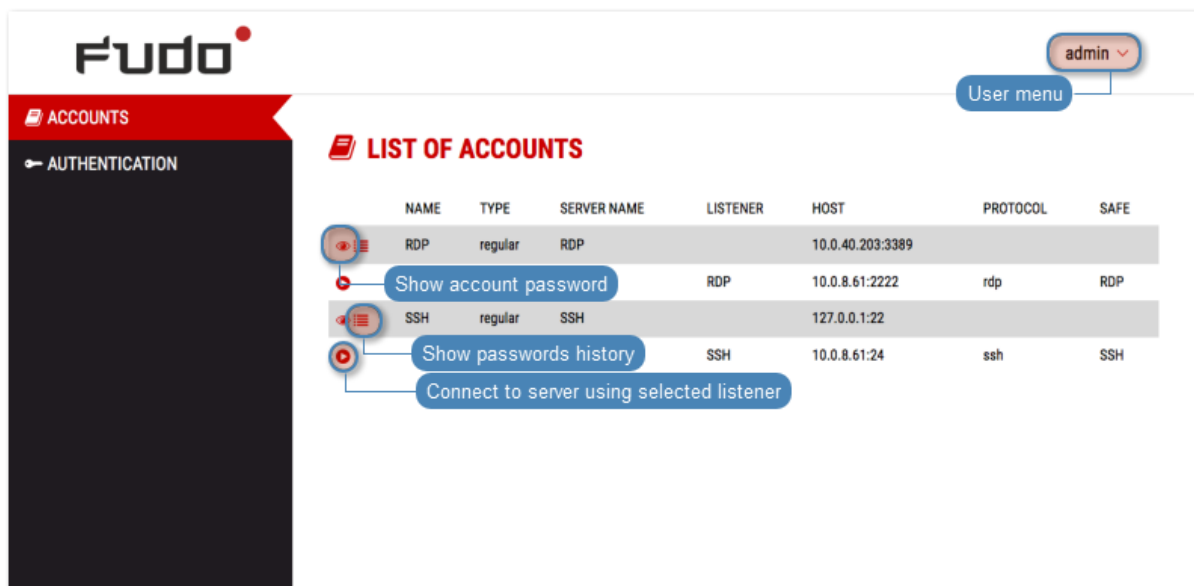 Fudo
admin
User menu
ACCOUNTS
AUTHENTICATION
LIST OF ACCOUNTS
NAME TYPE SERVER NAME LISTENER HOST PROTOCOL SAFE
RDP regular RDP 10.0.40.203:3389
Show account password RDP 10.0.8.61:2222 rdp RDP
SSH regular SSH 127.0.0.1:22
Show passwords history SSH 10.0.8.61:24 ssh SSH
Connect to server using selected listener